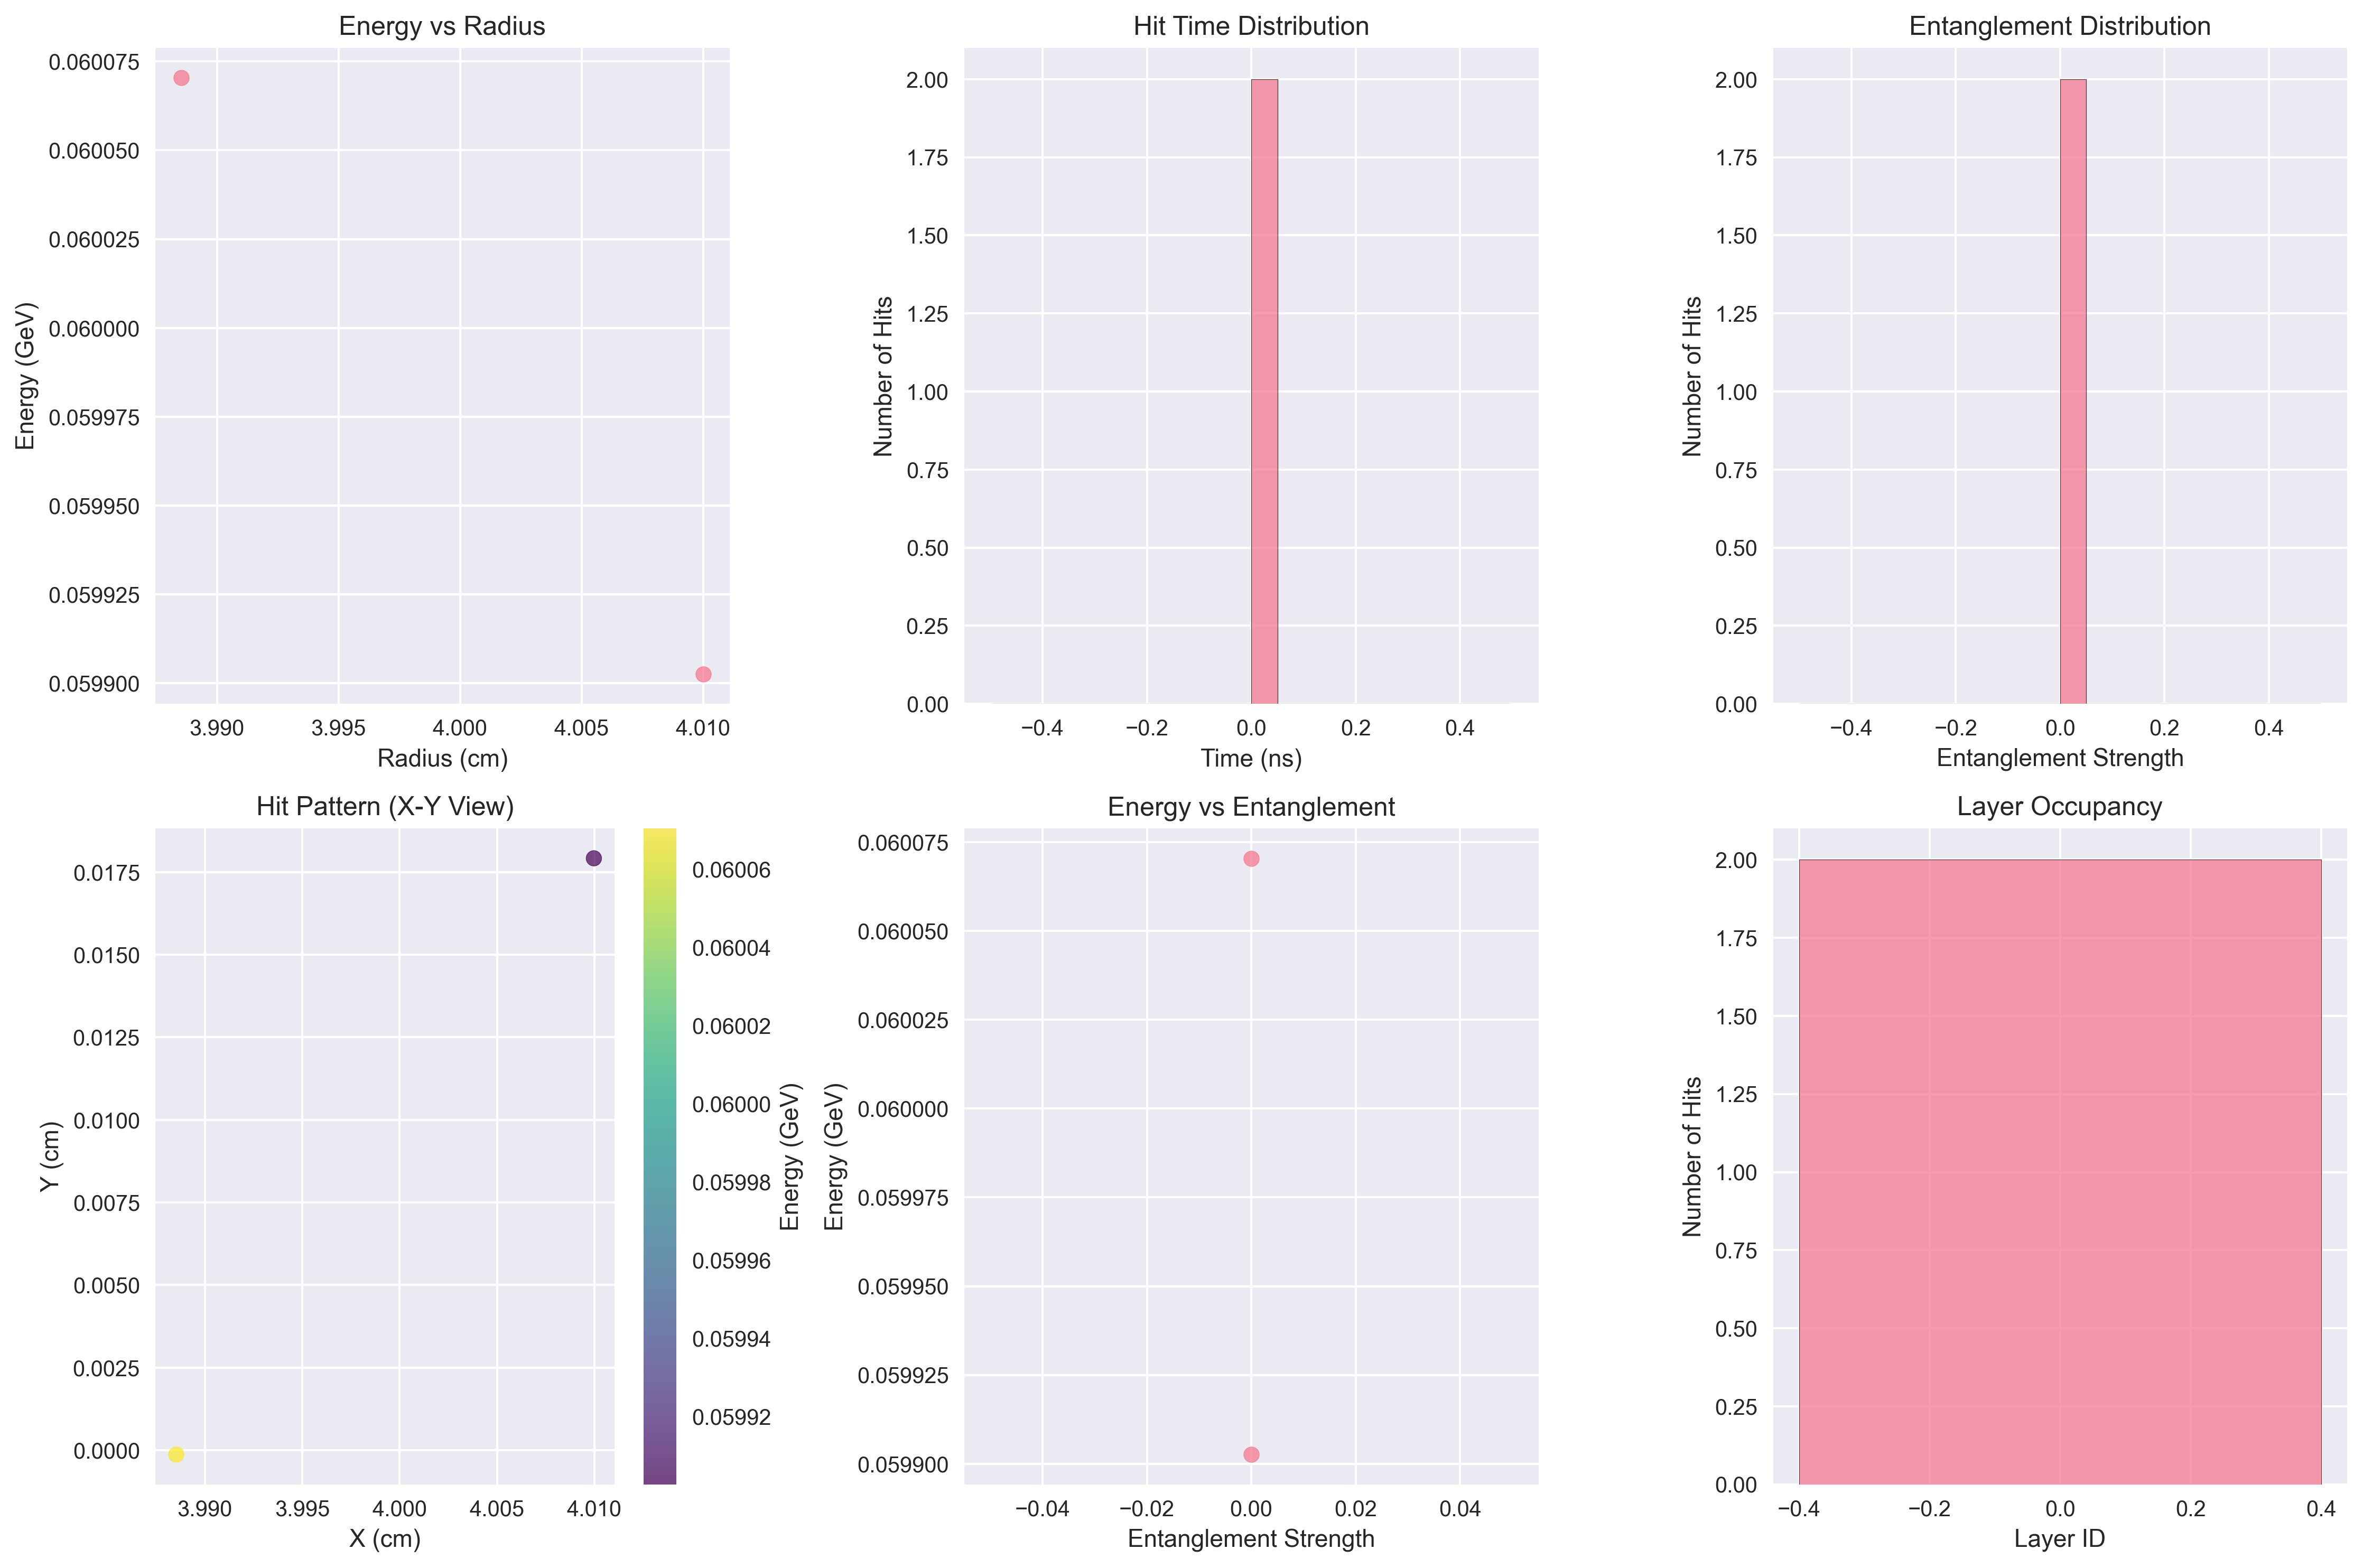 Energy vs Radius
Energy (GeV)
0.060075
0.060050
0.060025
0.060000
0.059975
0.059950
0.059925
0.059900
3.990 3.995 4.000 4.005 4.010
Radius (cm)
Hit Time Distribution
Number of Hits
2.00
1.75
1.50
1.25
1.00
0.75
0.50
0.25
0.00
−0.4 −0.2 0.0 0.2 0.4
Time (ns)
Entanglement Distribution
Number of Hits
2.00
1.75
1.50
1.25
1.00
0.75
0.50
0.25
0.00
−0.4 −0.2 0.0 0.2 0.4
Entanglement Strength
Hit Pattern (X-Y View)
Y (cm)
0.0175
0.0150
0.0125
0.0100
0.0075
0.0050
0.0025
0.0000
3.990 3.995 4.000 4.005 4.010
X (cm)
0.06006
0.06004
0.06002
0.06000
0.05998
0.05996
0.05994
0.05992
Energy (GeV)
Energy vs Entanglement
Energy (GeV)
0.060075
0.060050
0.060025
0.060000
0.059975
0.059950
0.059925
0.059900
−0.04 −0.02 0.00 0.02 0.04
Entanglement Strength
Layer Occupancy
Number of Hits
2.00
1.75
1.50
1.25
1.00
0.75
0.50
0.25
0.00
−0.4 −0.2 0.0 0.2 0.4
Layer ID